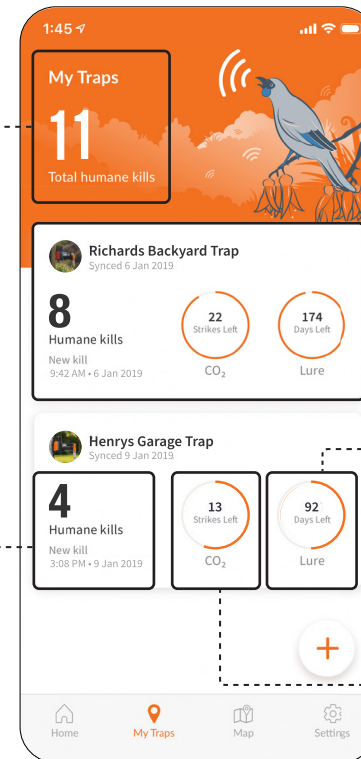 1:45
My Traps
11
Total humane kills
Richards Backyard Trap
Synced 6 Jan 2019
8
Humane kills
New kill
9:42 AM • 6 Jan 2019
22
Strikes Left
CO₂
174
Days Left
Lure
Henrys Garage Trap
Synced 9 Jan 2019
4
Humane kills
New kill
3:08 PM • 9 Jan 2019
13
Strikes Left
CO₂
92
Days Left
Lure
+
Home
My Traps
Map
Settings